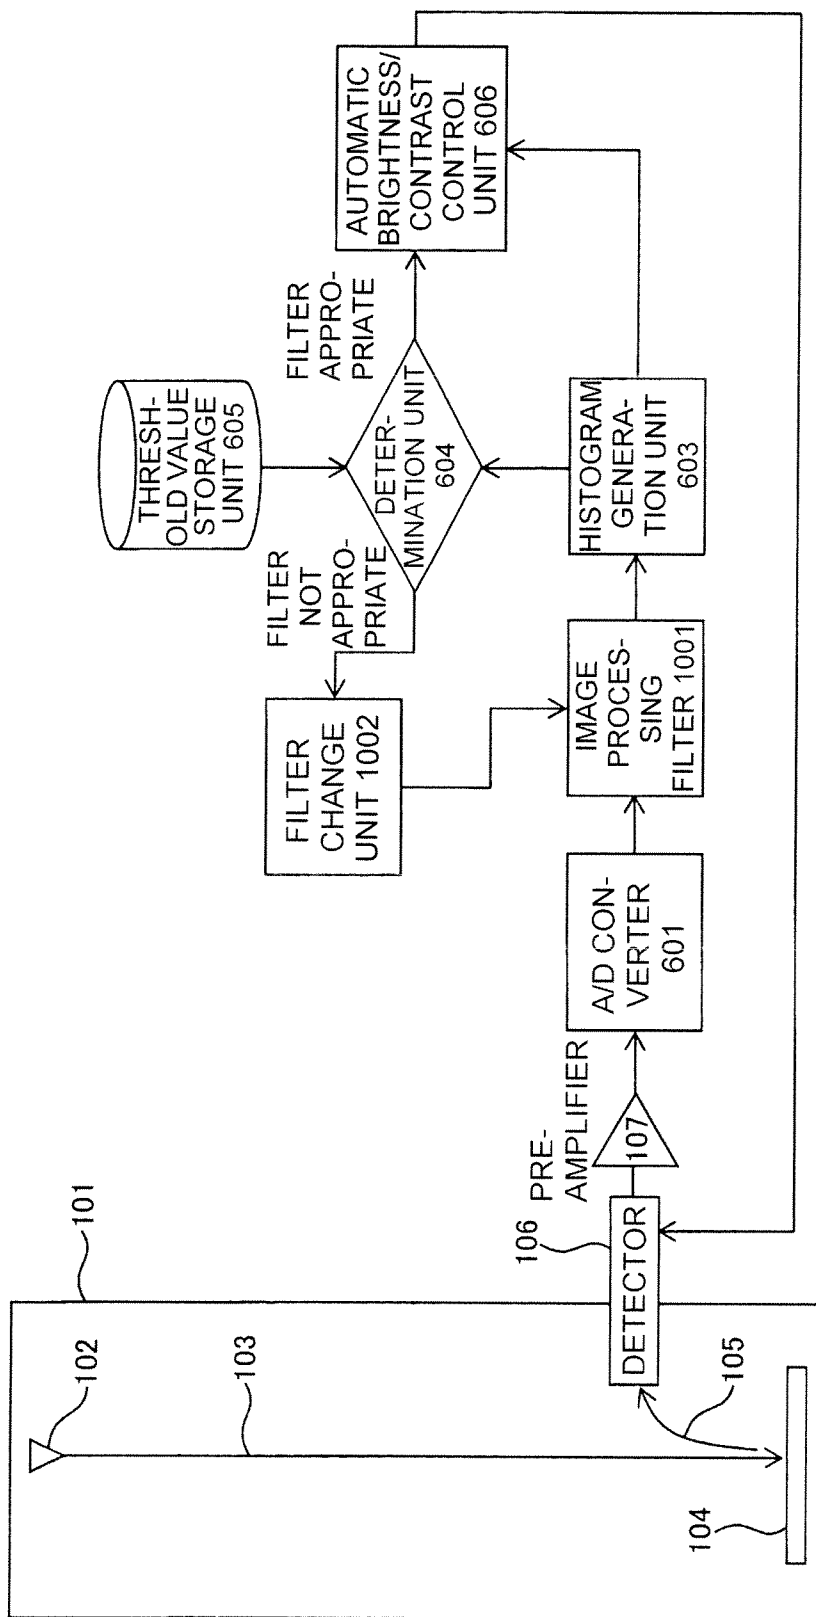 101
102
103
104
105
106
DETECTOR
PRE-
AMPLIFIER
107
A/D CON-
VERTER
601
IMAGE
PROCES-
SING
FILTER 1001
HISTOGRAM
GENERA-
TION UNIT
603
FILTER
CHANGE
UNIT 1002
FILTER
NOT
APPRO-
PRIATE
THRESH-
OLD VALUE
STORAGE
UNIT 605
DETER-
MINATION UNIT
604
FILTER
APPRO-
PRIATE
AUTOMATIC
BRIGHTNESS/
CONTRAST
CONTROL
UNIT 606